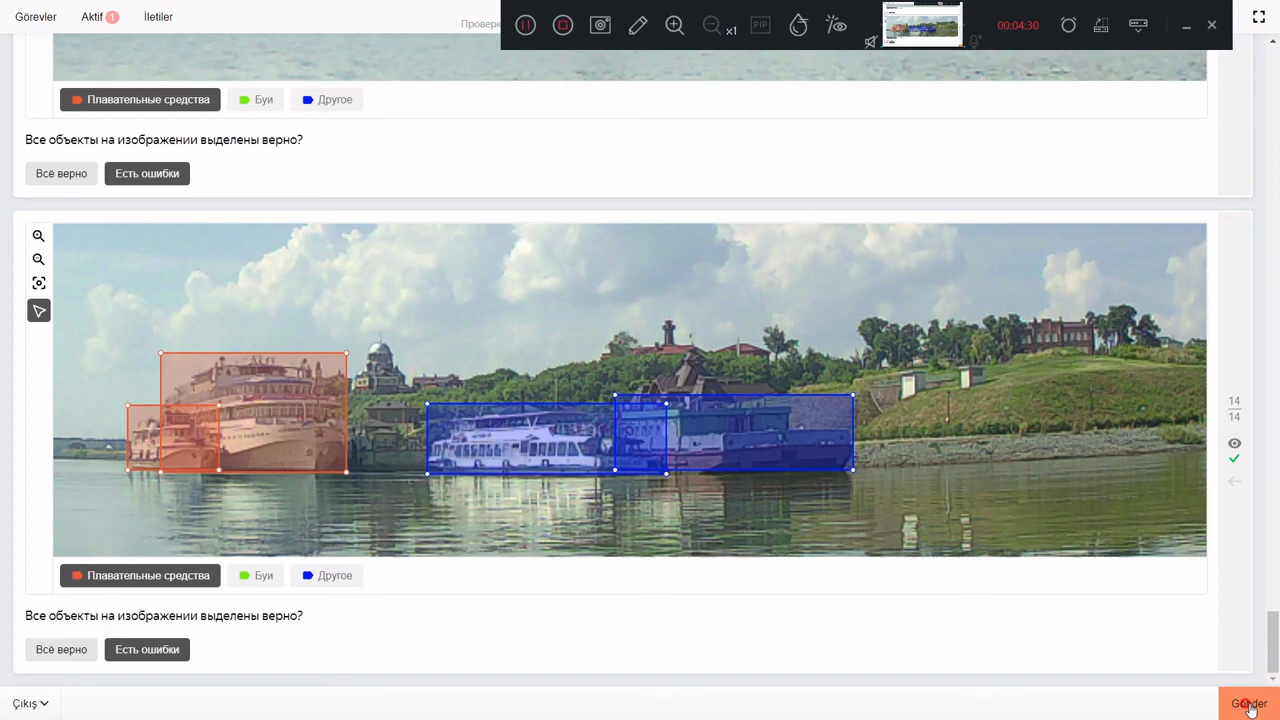 Görevler Aktif 1 İletiler
Проверк
x1
PIP
00:04:30
Плавательные средства Буи Другое
Все объекты на изображении выделены верно?
Всё верно Есть ошибки
14
14
Плавательные средства Буи Другое
Все объекты на изображении выделены верно?
Всё верно Есть ошибки
Çıkış Gönder